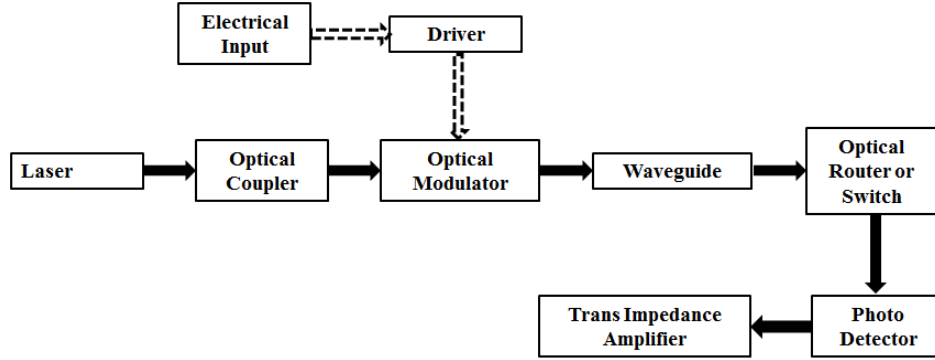 Electrical
Input
Driver
Laser
Optical
Coupler
Optical
Modulator
Waveguide
Optical
Router or
Switch
Trans Impedance
Amplifier
Photo
Detector